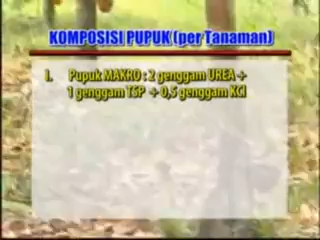 KOMPOSISI PUPUK (per Tanaman)
I. Pupuk MAKRO : 2 genggam UREA +
1 genggam TSP + 0,5 genggam KCl